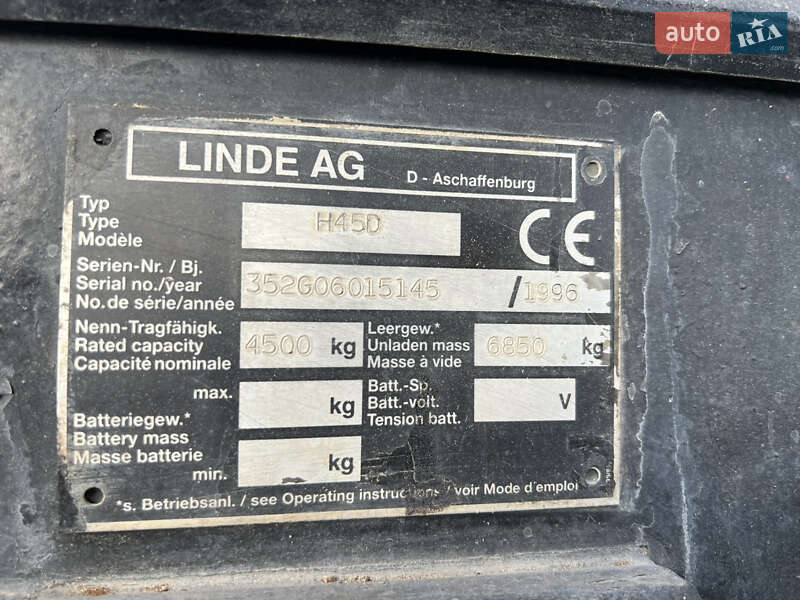 auto RIA .com
LINDE AG D - Aschaffenburg
Typ
Type H45D
Modèle
CE
Serien-Nr. / Bj.
Serial no./ÿear 352G06015145 / 1996
No.de série/année
Nenn-Tragfähigk.
Rated capacity 4500 kg
Capacité nominale
Leergew.*
Unladen mass 6850 kg
Masse à vide
max. kg
Batt.-Sp.
Batt.-volt. V
Tension batt.
Batteriegew.*
Battery mass
Masse batterie
min. kg
*s. Betriebsanl. / see Operating instructions / voir Mode d'emploi